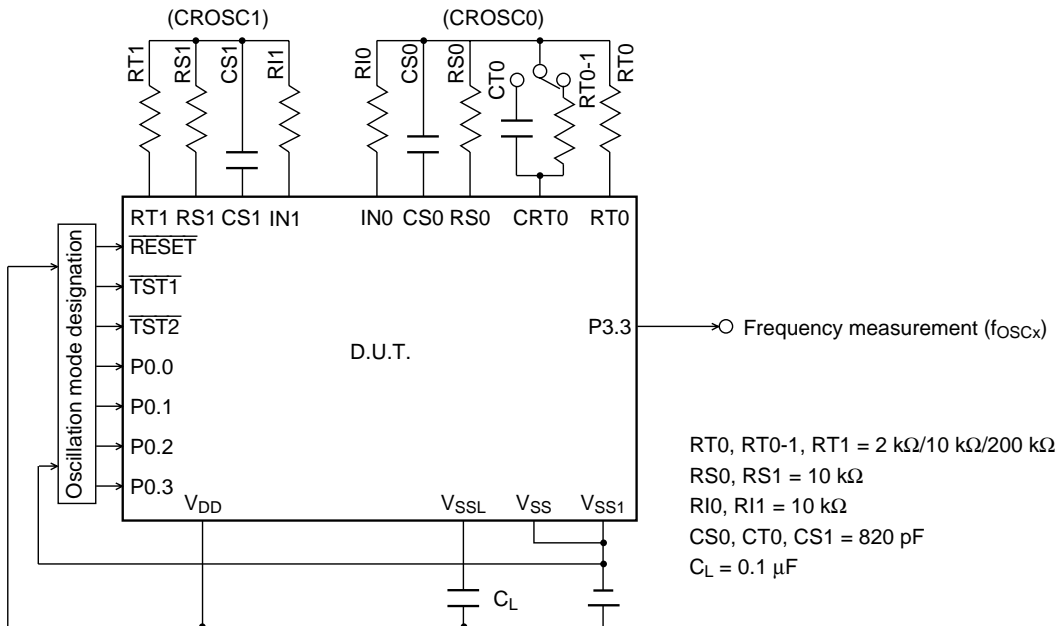 (CROSC1) (CROSC0)
RT1 RS1 CS1 RI1 RI0 CS0 RS0 CT0 RT0-1 RT0
RT1 RS1 CS1 IN1 IN0 CS0 RS0 CRT0 RT0
Oscillation mode designation
RESET
TST1
TST2
P0.0
P0.1
P0.2
P0.3
D.U.T.
P3.3
Frequency measurement (fOSCx)
VDD VSSL VSS VSS1
CL
RT0, RT0-1, RT1 = 2 kΩ/10 kΩ/200 kΩ
RS0, RS1 = 10 kΩ
RI0, RI1 = 10 kΩ
CS0, CT0, CS1 = 820 pF
CL = 0.1 µF